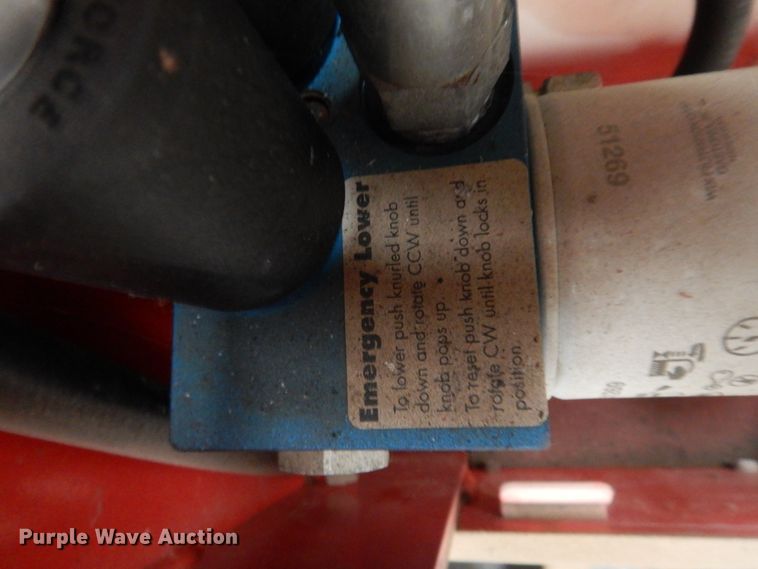 Emergency Lower
To lower push knurled knob
down and rotate CCW until
knob pops up.
To reset push knob down and
rotate CW until knob locks in
position.
51269
ORCE
Purple Wave Auction